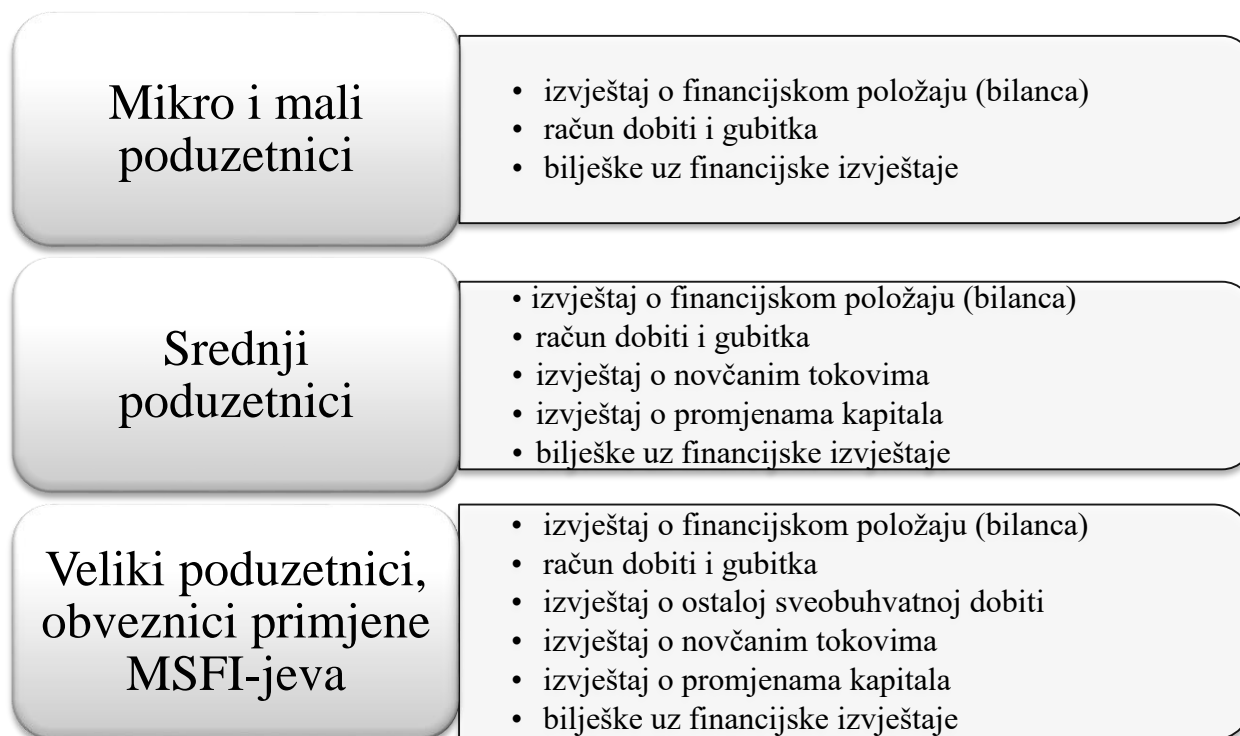 Mikro i mali
poduzetnici
• izvještaj o financijskom položaju (bilanca)
• račun dobiti i gubitka
• bilješke uz financijske izvještaje
Srednji
poduzetnici
• izvještaj o financijskom položaju (bilanca)
• račun dobiti i gubitka
• izvještaj o novčanim tokovima
• izvještaj o promjenama kapitala
• bilješke uz financijske izvještaje
Veliki poduzetnici,
obveznici primjene
MSFI-jeva
• izvještaj o financijskom položaju (bilanca)
• račun dobiti i gubitka
• izvještaj o ostaloj sveobuhvatnoj dobiti
• izvještaj o novčanim tokovima
• izvještaj o promjenama kapitala
• bilješke uz financijske izvještaje